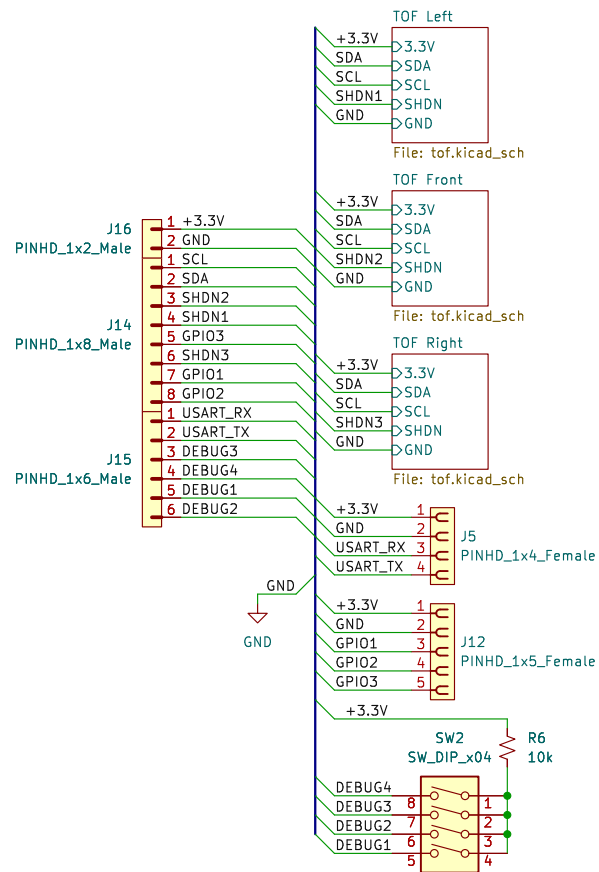 TOF Left
+3.3V
3.3V
SDA
SDA
SCL
SCL
SHDN1
SHDN
GND
GND
File: tof.kicad_sch
TOF Front
+3.3V
3.3V
SDA
SDA
SCL
SCL
SHDN2
SHDN
GND
GND
File: tof.kicad_sch
TOF Right
+3.3V
3.3V
SDA
SDA
SCL
SCL
SHDN3
SHDN
GND
GND
File: tof.kicad_sch
J16
PINHD_1x2_Male
1 +3.3V
2 GND
J14
PINHD_1x8_Male
1 SCL
2 SDA
3 SHDN2
4 SHDN1
5 GPIO3
6 SHDN3
7 GPIO1
8 GPIO2
J15
PINHD_1x6_Male
1 USART_RX
2 USART_TX
3 DEBUG3
4 DEBUG4
5 DEBUG1
6 DEBUG2
+3.3V 1
GND 2
USART_RX 3
USART_TX 4
J5
PINHD_1x4_Female
GND
GND
+3.3V 1
GND 2
GPIO1 3
GPIO2 4
GPIO3 5
J12
PINHD_1x5_Female
+3.3V
SW2
SW_DIP_x04
R6
10k
DEBUG4 8 1
DEBUG3 7 2
DEBUG2 6 3
DEBUG1 5 4